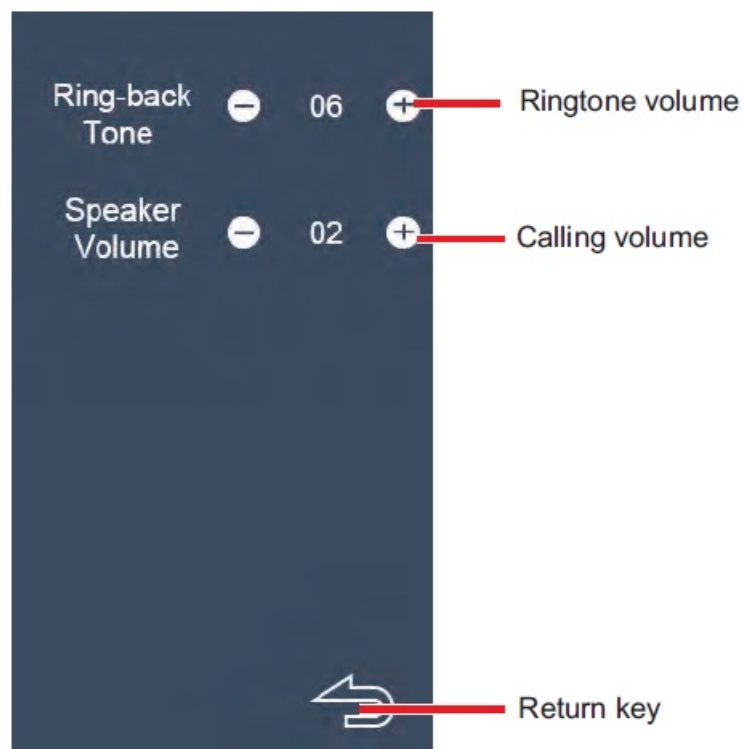 Ring-back
Tone
06
Ringtone volume
Speaker
Volume
02
Calling volume
Return key